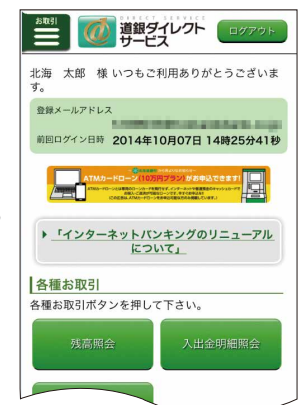 お取引
DIRECT SERVICE
道銀ダイレクト
サービス
ログアウト
北海 太郎 様 いつもご利用ありがとうございま
す。
登録メールアドレス
前回ログイン日時 2014年10月07日 14時25分41秒
ATMカードローン「10万円プラン」がお申込できます!
「インターネットバンキングのリニューアル
について」
各種お取引
各種お取引ボタンを押して下さい。
残高照会
入出金明細照会